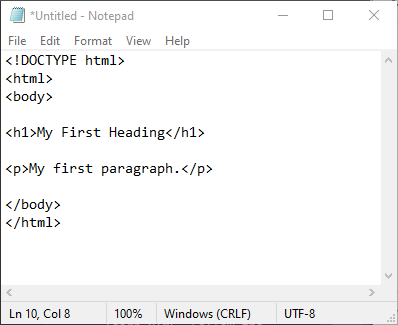 *Untitled - Notepad
File Edit Format View Help
<!DOCTYPE html>
<html>
<body>
<h1>My First Heading</h1>
<p>My first paragraph.</p>
</body>
</html>
Ln 10, Col 8 100% Windows (CRLF) UTF-8